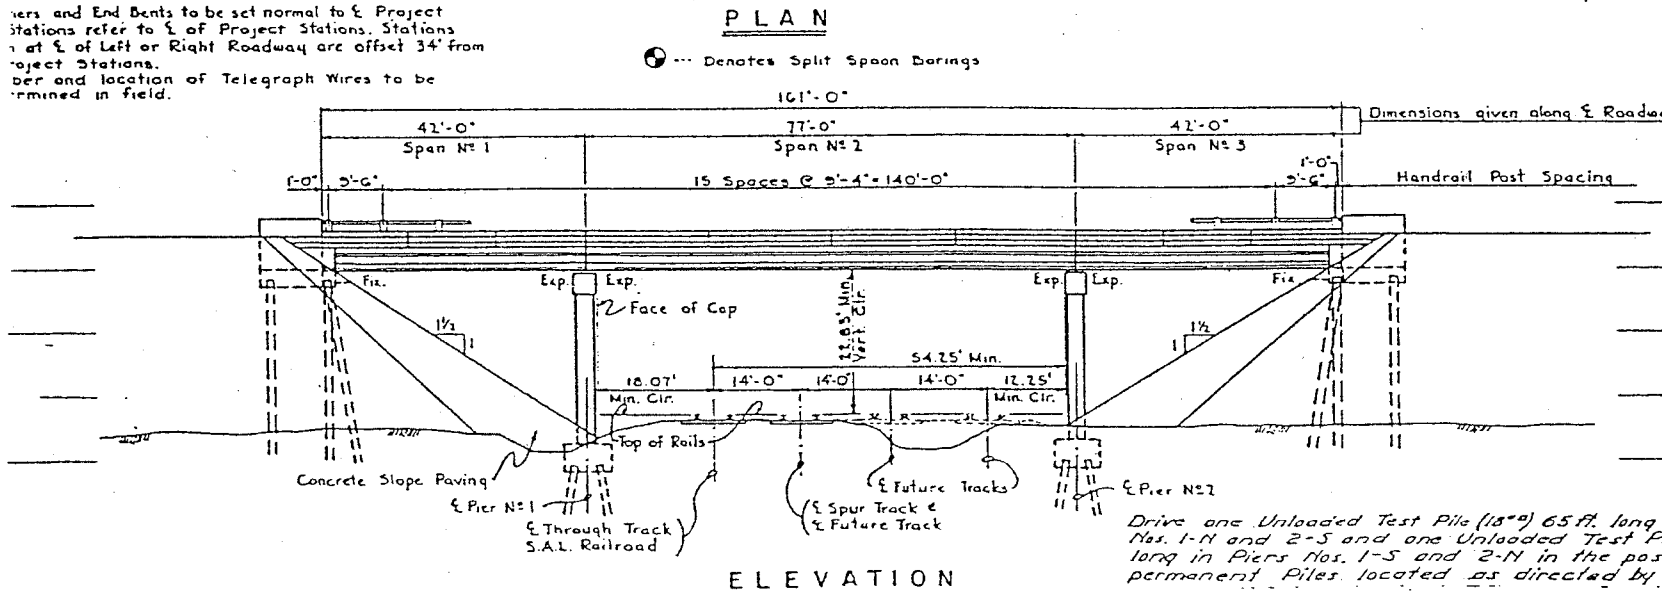 iers and End Bents to be set normal to ℄ Project
Stations refer to ℄ of Project Stations. Stations
at ℄ of Left or Right Roadway are offset 34' from
oject Stations.
ber and location of Telegraph Wires to be
rmined in field.
PLAN
--- Denotes Split Spoon Borings
161'-0"
Dimensions given along ℄ Roadwa
42'-0" 77'-0" 42'-0"
Span Nº 1 Span Nº 2 Span Nº 3
1'-0"
1'-0" 9'-6" 15 Spaces @ 9'-4" = 140'-0" 9'-6" Handrail Post Spacing
Fix. Exp. Exp. Exp. Exp. Fix.
Face of Cap
22.85' Min.
Vert. Clr.
1½ 1½
1 1
54.25' Min.
18.07' 14'-0" 14'-0" 14'-0" 12.25'
Min. Clr. Min. Clr.
Top of Rails
Concrete Slope Paving
℄ Pier Nº 1
℄ Through Track
S.A.L. Railroad
℄ Spur Track &
℄ Future Track
℄ Future Tracks
℄ Pier Nº 2
Drive one Unloaded Test Pile (18"ø) 65 ft. long
Nos. 1-N and 2-S and one Unloaded Test P
long in Piers Nos. 1-S and 2-N in the pos
permanent Piles located as directed by
ELEVATION